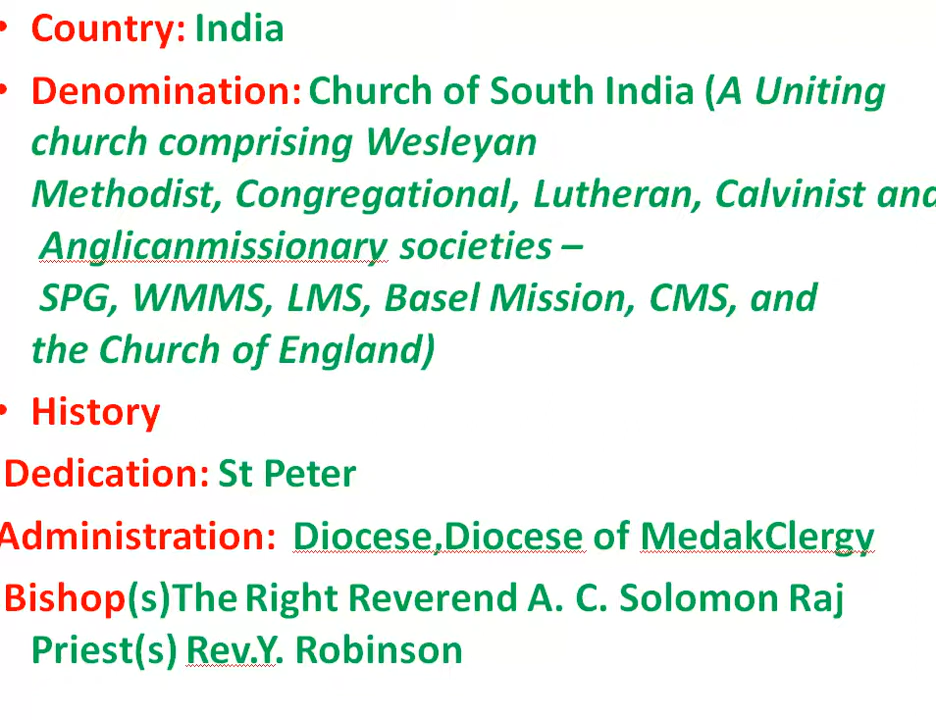 • Country: India
• Denomination: Church of South India (A Uniting
church comprising Wesleyan
Methodist, Congregational, Lutheran, Calvinist and
Anglicanmissionary societies –
SPG, WMMS, LMS, Basel Mission, CMS, and
the Church of England)
• History
Dedication: St Peter
Administration: Diocese,Diocese of MedakClergy
Bishop(s)The Right Reverend A. C. Solomon Raj
Priest(s) Rev.Y. Robinson